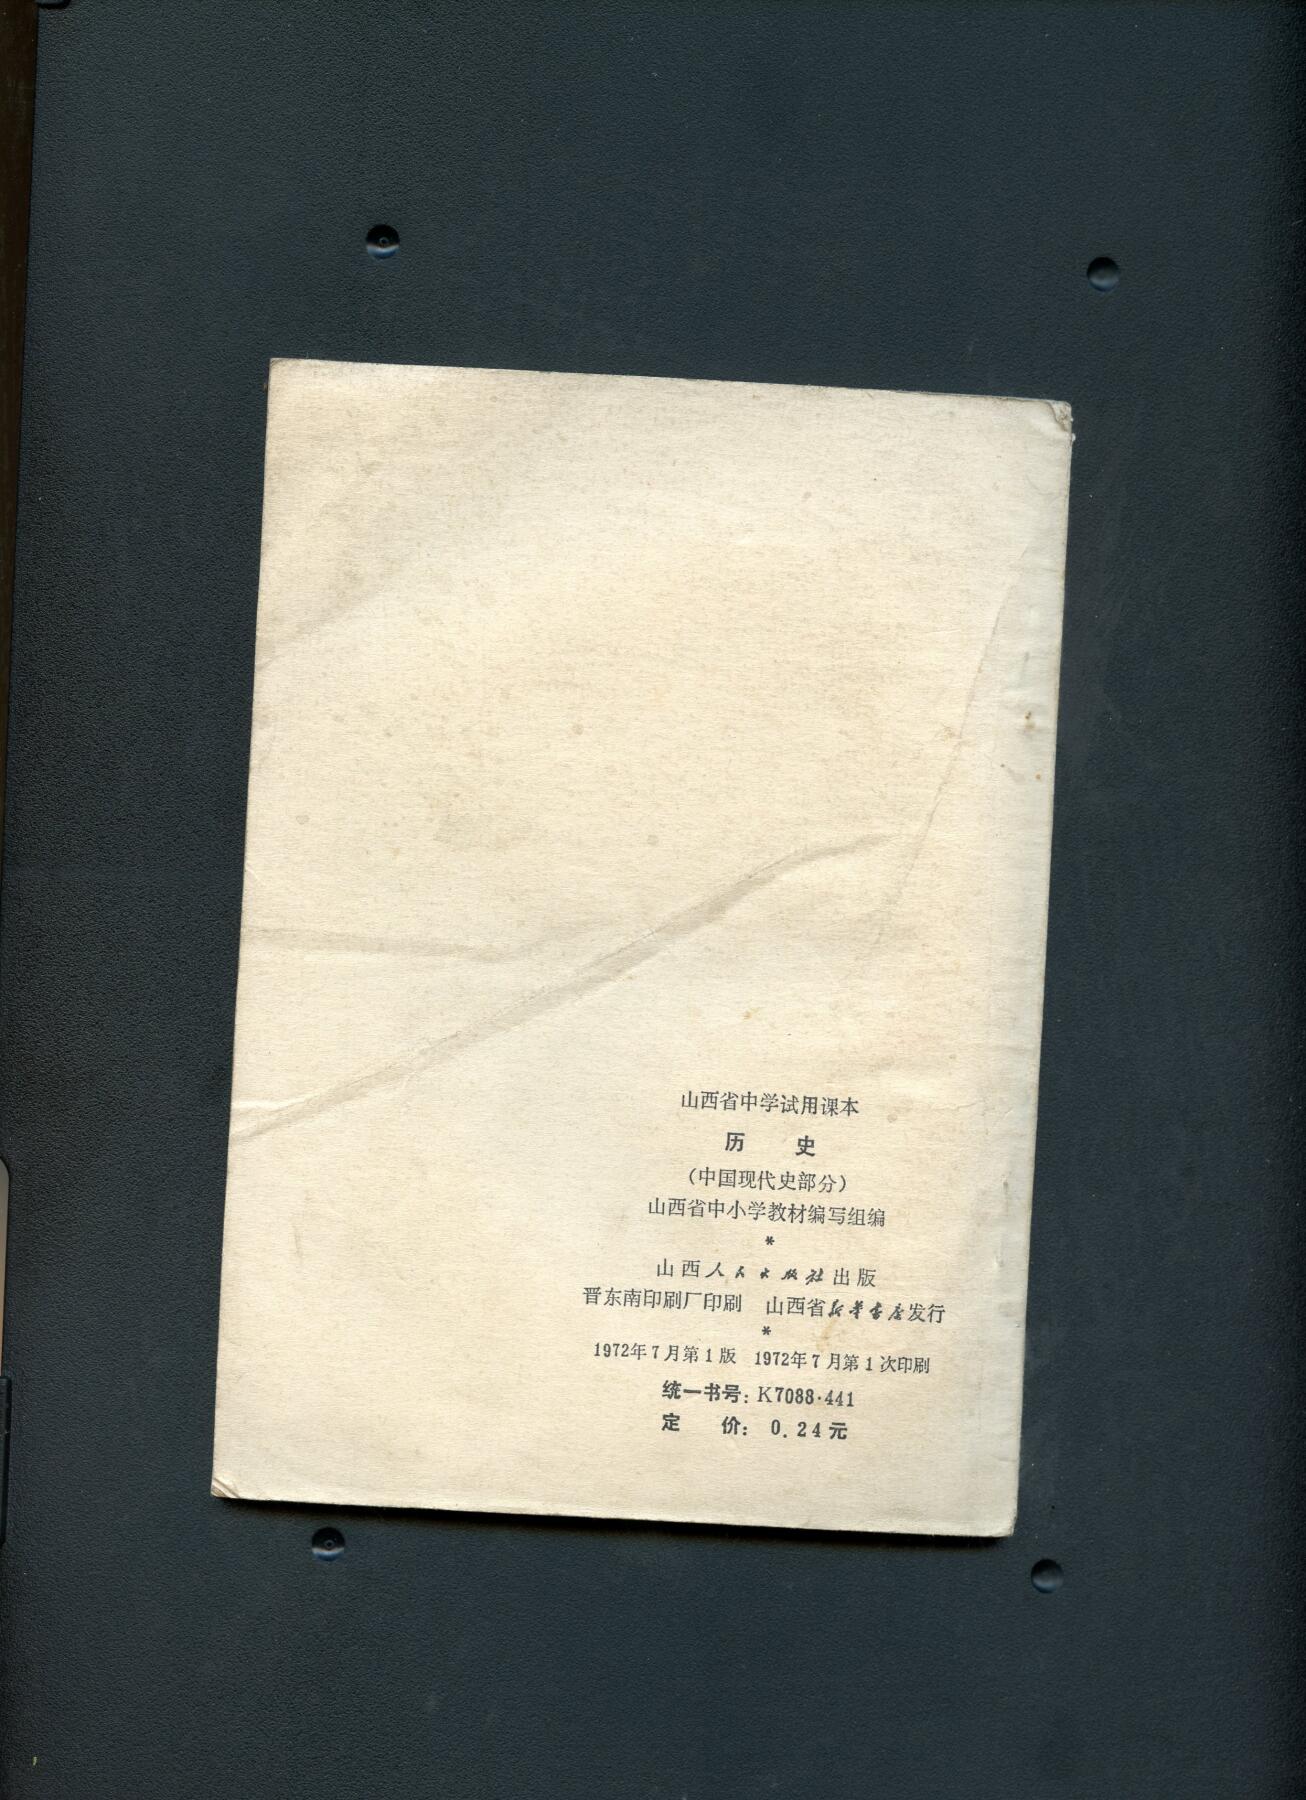 山西省中学试用课本
历 史
(中国现代史部分)
山西省中小学教材编写组编
*
山西人民出版社出版
晋东南印刷厂印刷 山西省新华书店发行
*
1972年7月第1版 1972年7月第1次印刷
统一书号: K7088·441
定 价: 0.24元